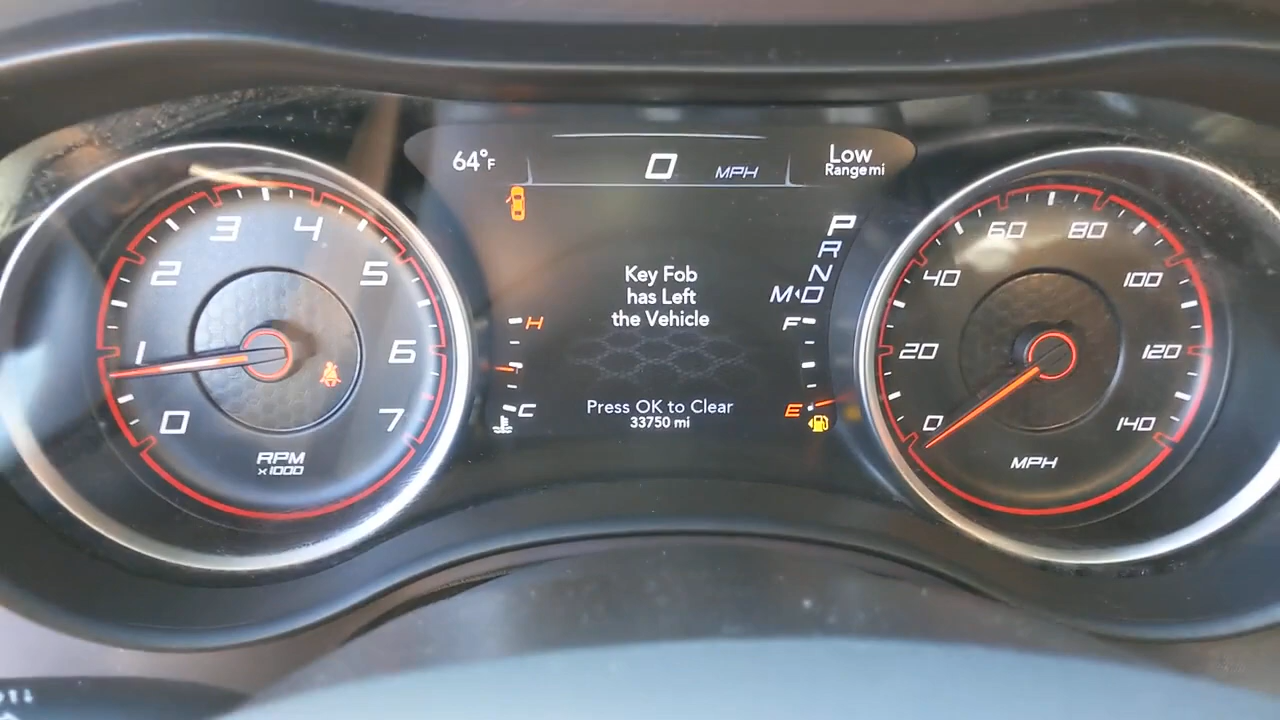 64°F
0 MPH
Low
Range mi
P
R
N
M D
Key Fob
has Left
the Vehicle
Press OK to Clear
33750 mi
H
C
F
E
0
1
2
3
4
5
6
7
RPM
x1000
0
20
40
60
80
100
120
140
MPH